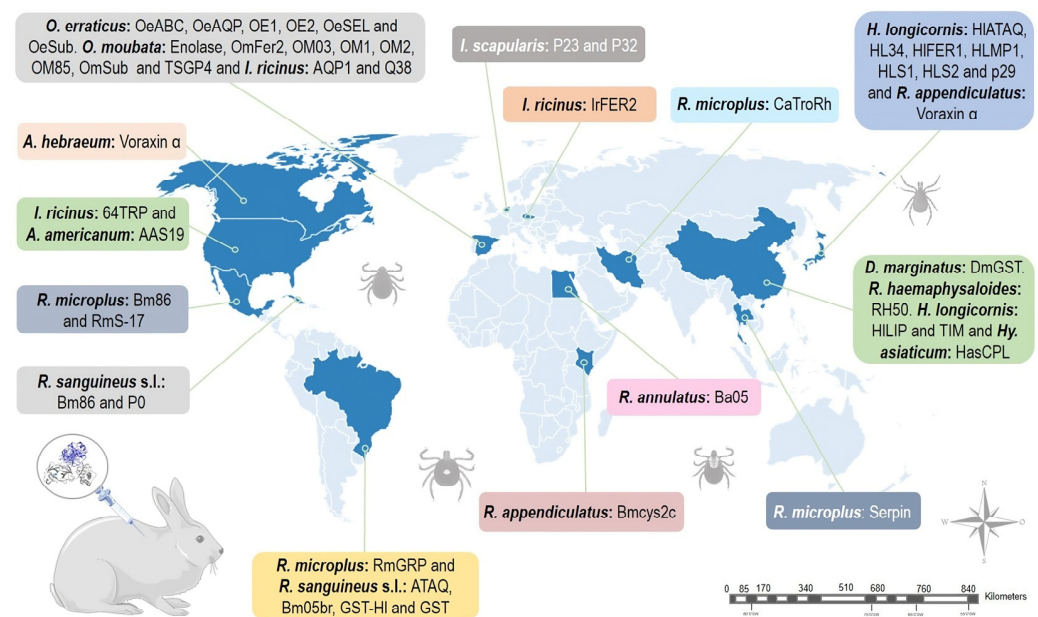 O. erraticus: OeABC, OeAQP, OE1, OE2, OeSEL and
OeSub. O. moubata: Enolase, OmFer2, OM03, OM1, OM2,
OM85, OmSub and TSGP4 and I. ricinus: AQP1 and Q38
I. scapularis: P23 and P32
H. longicornis: HIATAQ,
HL34, HIFER1, HLMP1,
HLS1, HLS2 and p29
and R. appendiculatus:
Voraxin α
I. ricinus: IrFER2
R. microplus: CaTroRh
A. hebraeum: Voraxin α
I. ricinus: 64TRP and
A. americanum: AAS19
R. microplus: Bm86
and RmS-17
D. marginatus: DmGST.
R. haemaphysaloides:
RH50. H. longicornis:
HILIP and TIM and Hy.
asiaticum: HasCPL
R. sanguineus s.l.:
Bm86 and P0
R. annulatus: Ba05
R. appendiculatus: Bmcys2c
R. microplus: Serpin
N
W
O
S
R. microplus: RmGRP and
R. sanguineus s.l.: ATAQ,
Bm05br, GST-HI and GST
0 85 170 340 510 680 760 840
Kilometers